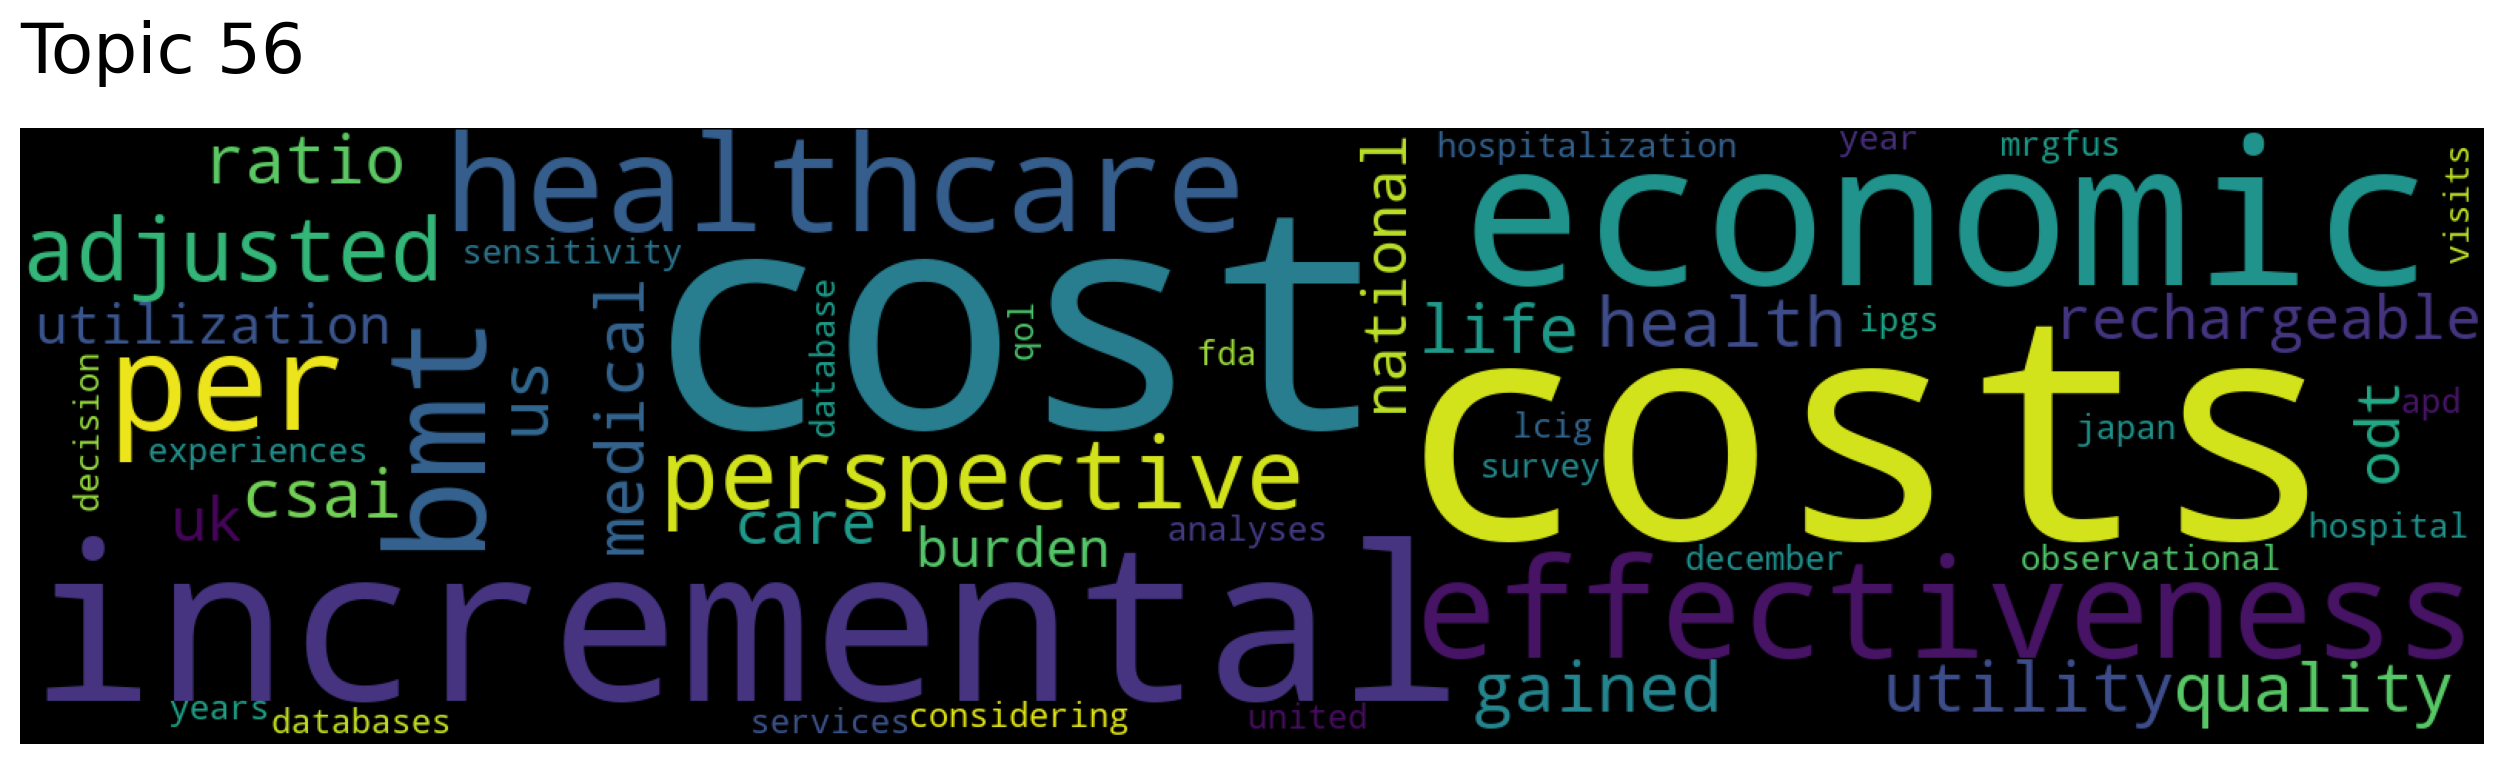 Topic 56
ratio
healthcare
national
hospitalization
year
mrgfus
visits
economic
adjusted
sensitivity
cost
database
qol
fda
utilization
medical
life
health
ipgs
rechargeable
per
bmt
us
decision
experiences
csai
uk
perspective
care
burden
analyses
costs
lcig
survey
japan
odt
apd
hospital
december
observational
incremental
effectiveness
gained
utility
quality
years
databases
services
considering
united